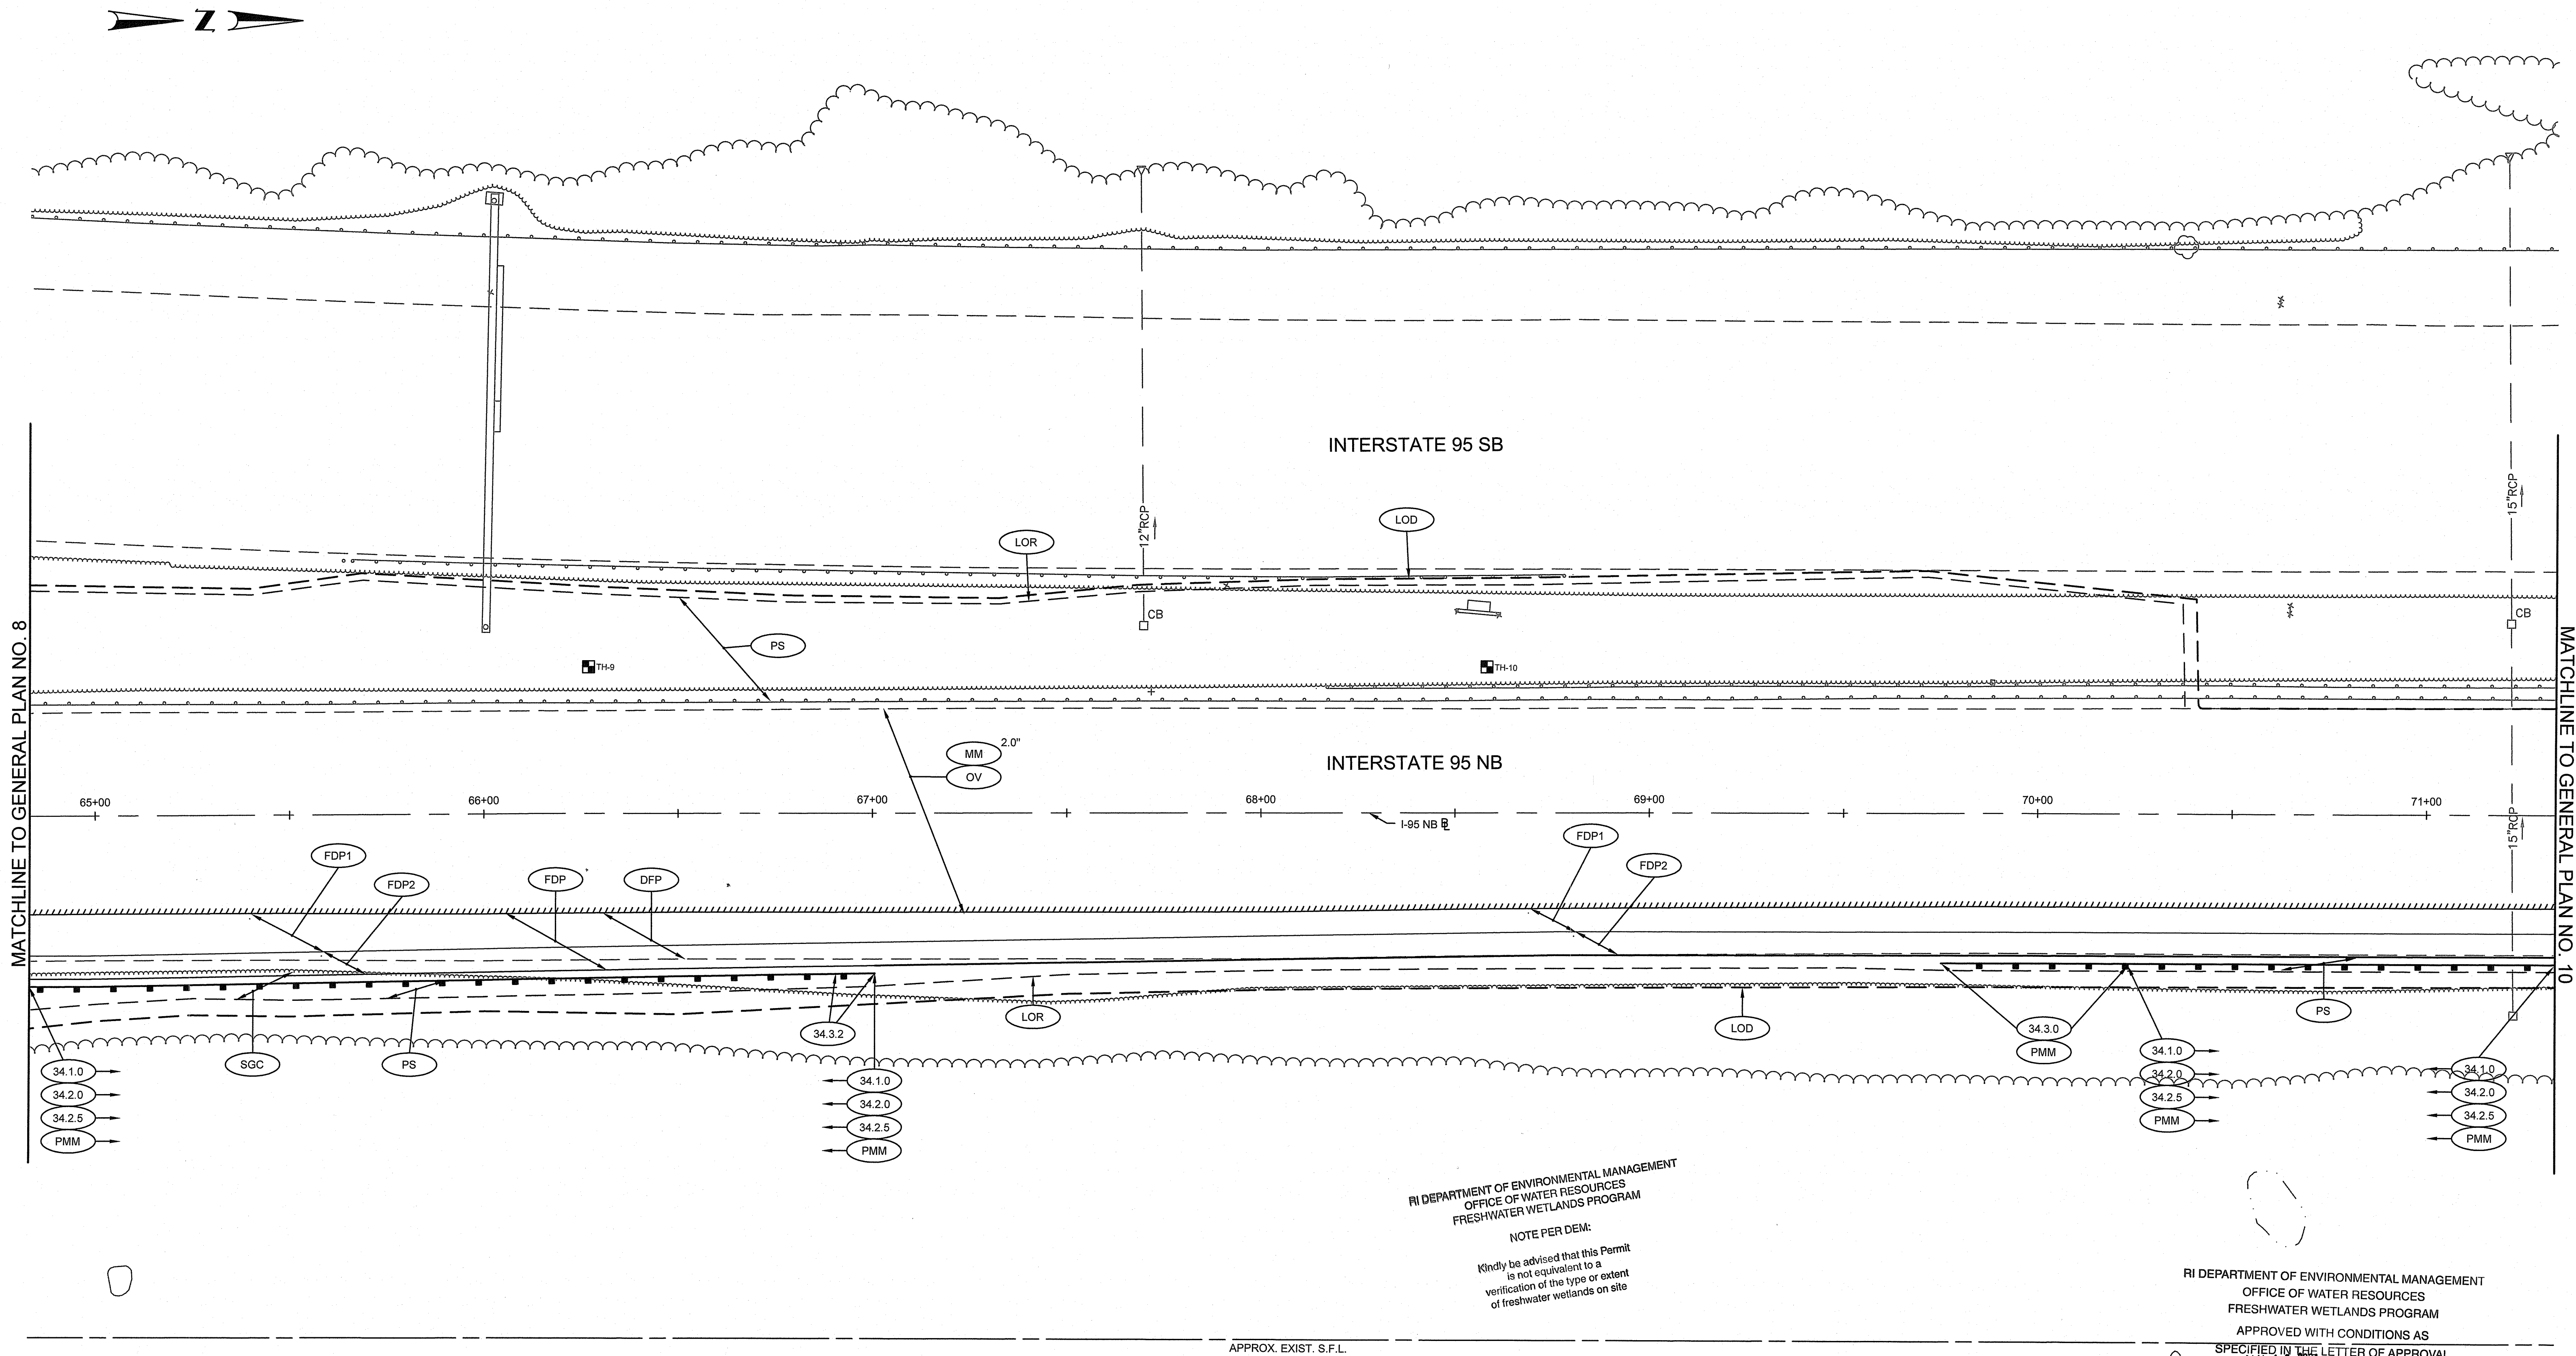 Z
INTERSTATE 95 SB
12"RCP
15"RCP
LOR
LOD
CB
CB
PS
TH-9
TH-10
MATCHLINE TO GENERAL PLAN NO. 8
MATCHLINE TO GENERAL PLAN NO. 10
MM
2.0"
OV
INTERSTATE 95 NB
65+00
66+00
67+00
68+00
69+00
70+00
71+00
I-95 NB BL
15"RCP
FDP1
FDP2
FDP
DFP
FDP1
FDP2
34.3.2
LOR
LOD
34.3.0
PMM
PS
SGC
PS
34.1.0
34.2.0
34.2.5
PMM
34.1.0
34.2.0
34.2.5
PMM
34.1.0
34.2.0
34.2.5
PMM
34.1.0
34.2.0
34.2.5
PMM
RI DEPARTMENT OF ENVIRONMENTAL MANAGEMENT
OFFICE OF WATER RESOURCES
FRESHWATER WETLANDS PROGRAM
NOTE PER DEM:
Kindly be advised that this Permit
is not equivalent to a
verification of the type or extent
of freshwater wetlands on site
RI DEPARTMENT OF ENVIRONMENTAL MANAGEMENT
OFFICE OF WATER RESOURCES
FRESHWATER WETLANDS PROGRAM
APPROVED WITH CONDITIONS AS
SPECIFIED IN THE LETTER OF APPROVAL
APPROX. EXIST. S.F.L.